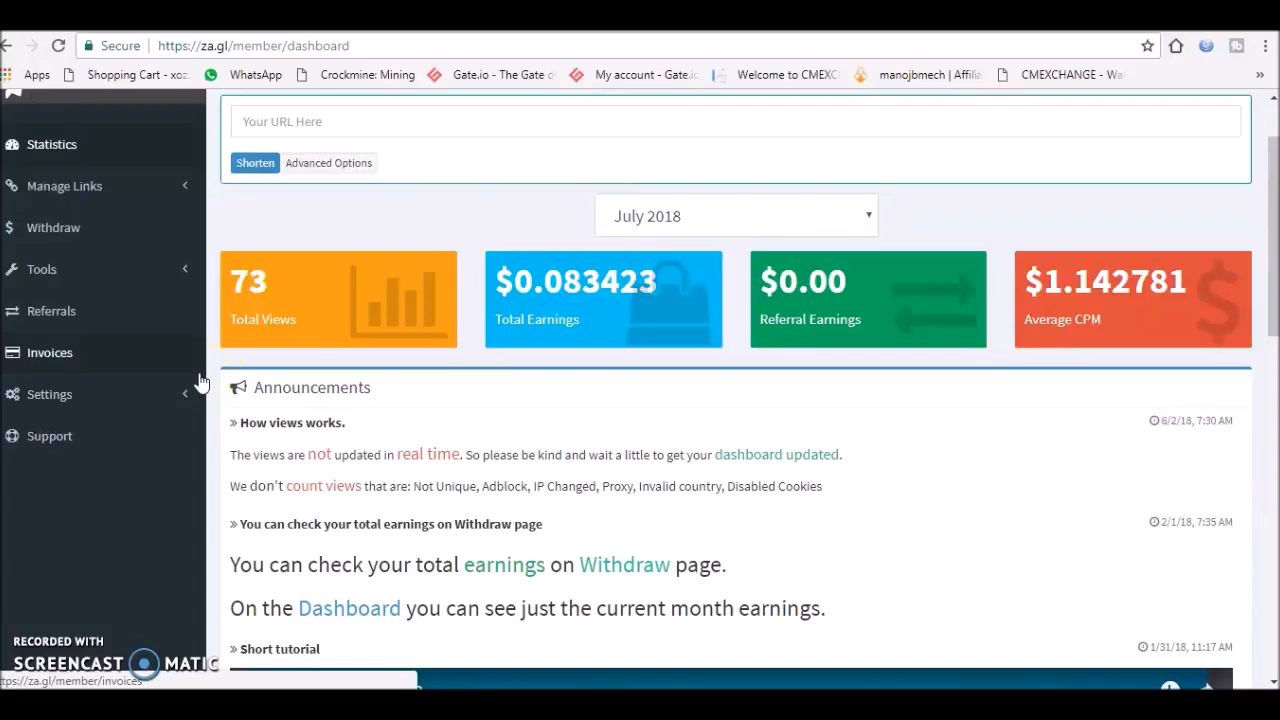 Secure
https://za.gl/member/dashboard
Apps
Shopping Cart - xoz
WhatsApp
Crockmine: Mining
Gate.io - The Gate o
My account - Gate.ic
Welcome to CMEXC
manojbmech | Affilia
CMEXCHANGE - Wa
»
Statistics
Manage Links
Withdraw
Tools
Referrals
Invoices
Settings
Support
Your URL Here
Shorten
Advanced Options
July 2018
73
Total Views
$0.083423
Total Earnings
$0.00
Referral Earnings
$1.142781
Average CPM
Announcements
» How views works.
6/2/18, 7:30 AM
The views are not updated in real time. So please be kind and wait a little to get your dashboard updated.
We don't count views that are: Not Unique, Adblock, IP Changed, Proxy, Invalid country, Disabled Cookies
» You can check your total earnings on Withdraw page
2/1/18, 7:35 AM
You can check your total earnings on Withdraw page.
On the Dashboard you can see just the current month earnings.
» Short tutorial
1/31/18, 11:17 AM
RECORDED WITH
SCREENCAST MATIC
ttps://za.gl/member/invoices